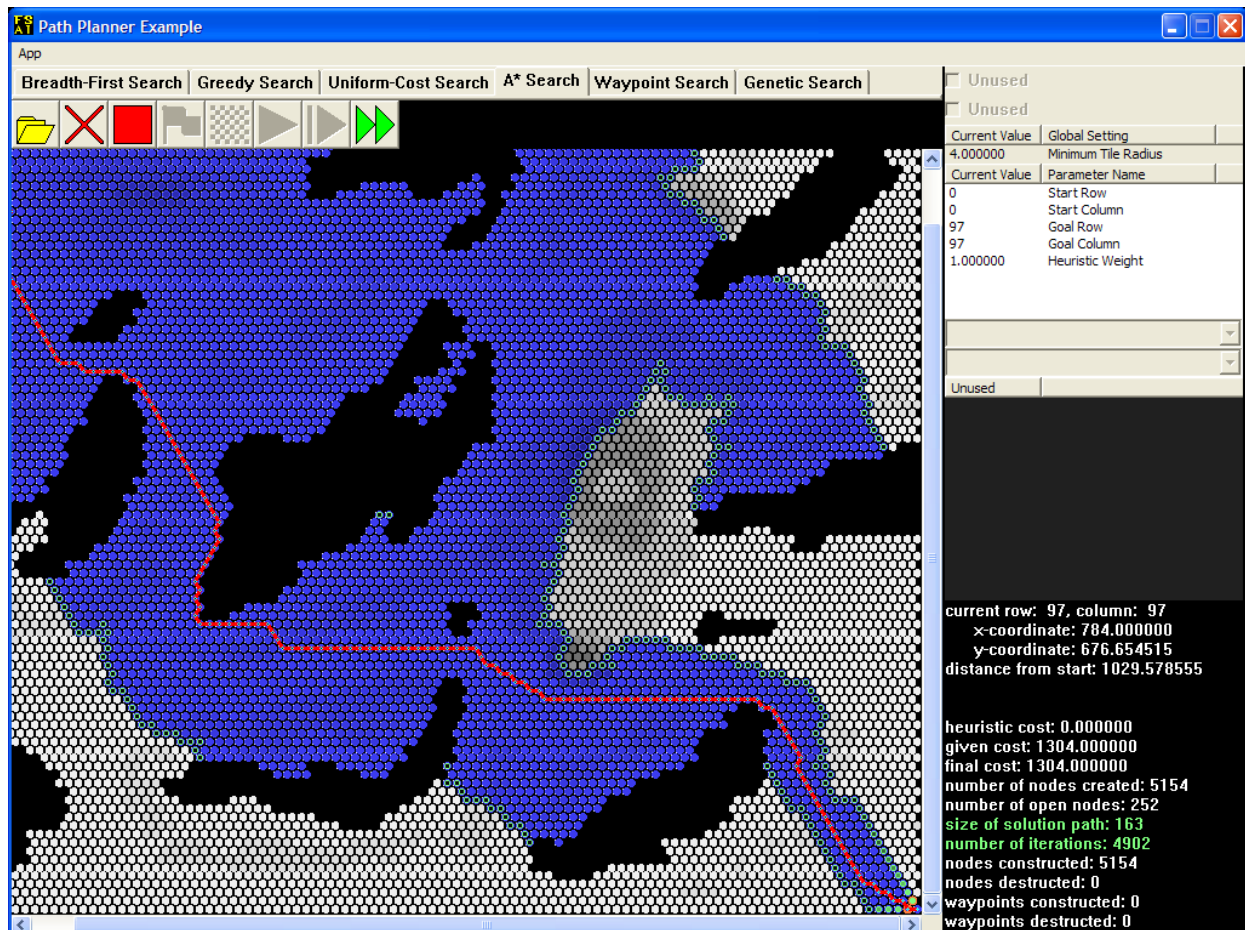 FS
AI
Path Planner Example
App
Breadth-First Search Greedy Search Uniform-Cost Search A* Search Waypoint Search Genetic Search
Unused
Unused
Current Value Global Setting
4.000000 Minimum Tile Radius
Current Value Parameter Name
0 Start Row
0 Start Column
97 Goal Row
97 Goal Column
1.000000 Heuristic Weight
Unused
current row: 97, column: 97
x-coordinate: 784.000000
y-coordinate: 676.654515
distance from start: 1029.578555
heuristic cost: 0.000000
given cost: 1304.000000
final cost: 1304.000000
number of nodes created: 5154
number of open nodes: 252
size of solution path: 163
number of iterations: 4902
nodes constructed: 5154
nodes destructed: 0
waypoints constructed: 0
waypoints destructed: 0